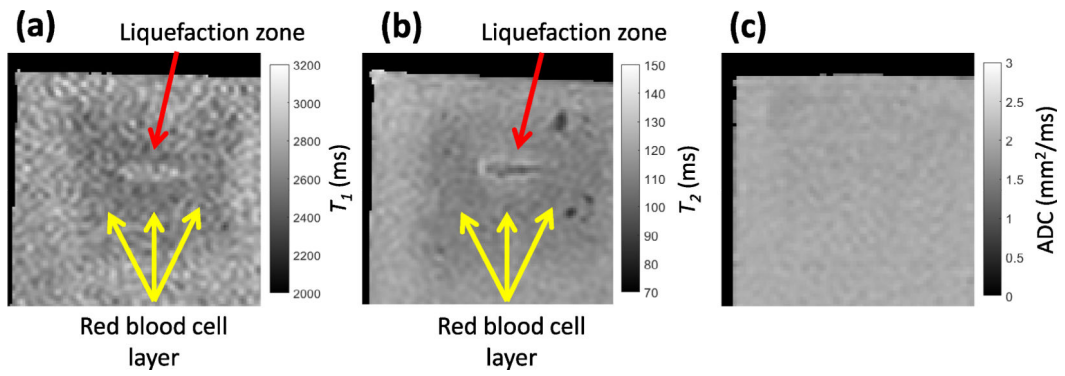 (a)
Liquefaction zone
3200
3000
2800
2600
2400
2200
2000
T₁ (ms)
Red blood cell
layer
(b)
Liquefaction zone
150
140
130
120
110
100
90
80
70
T₂ (ms)
Red blood cell
layer
(c)
3
2.5
2
1.5
1
0.5
0
ADC (mm²/ms)